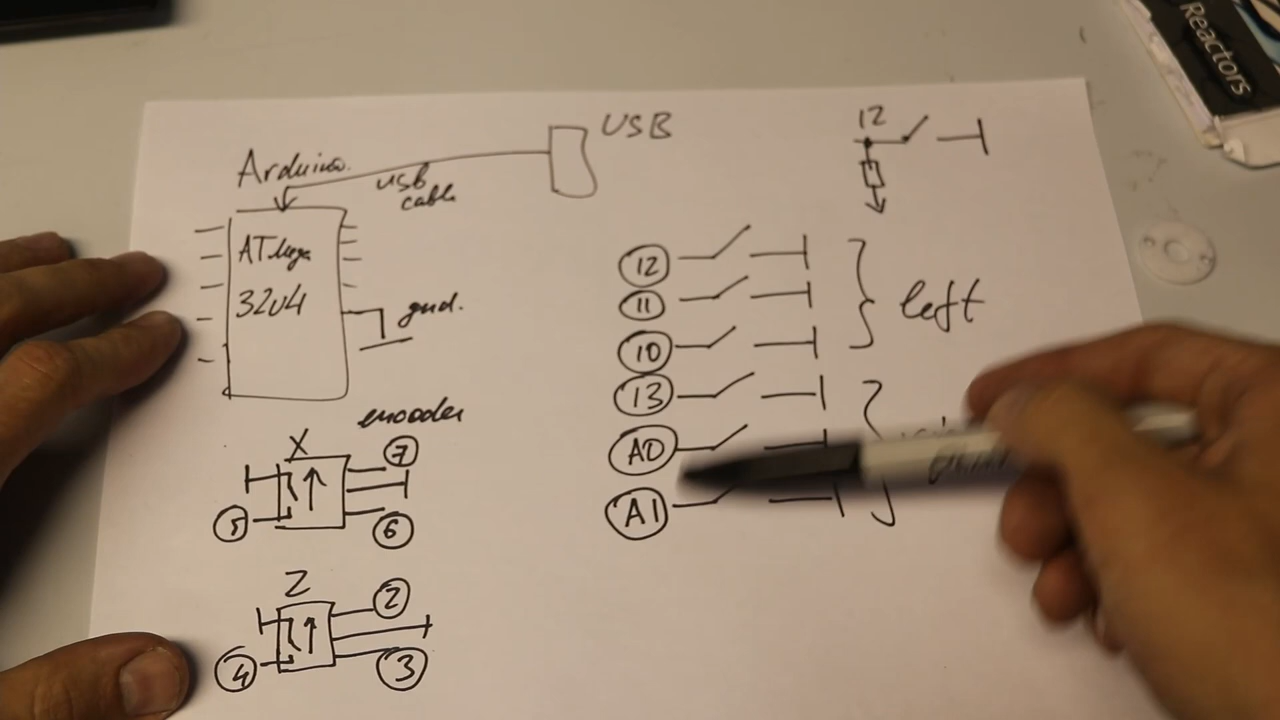 Reactors
USB
12
Arduino
usb
cable
ATMega
32U4
gnd.
12
11
left
10
13
A0
A1
encoder
X
7
5
6
Z
2
4
3